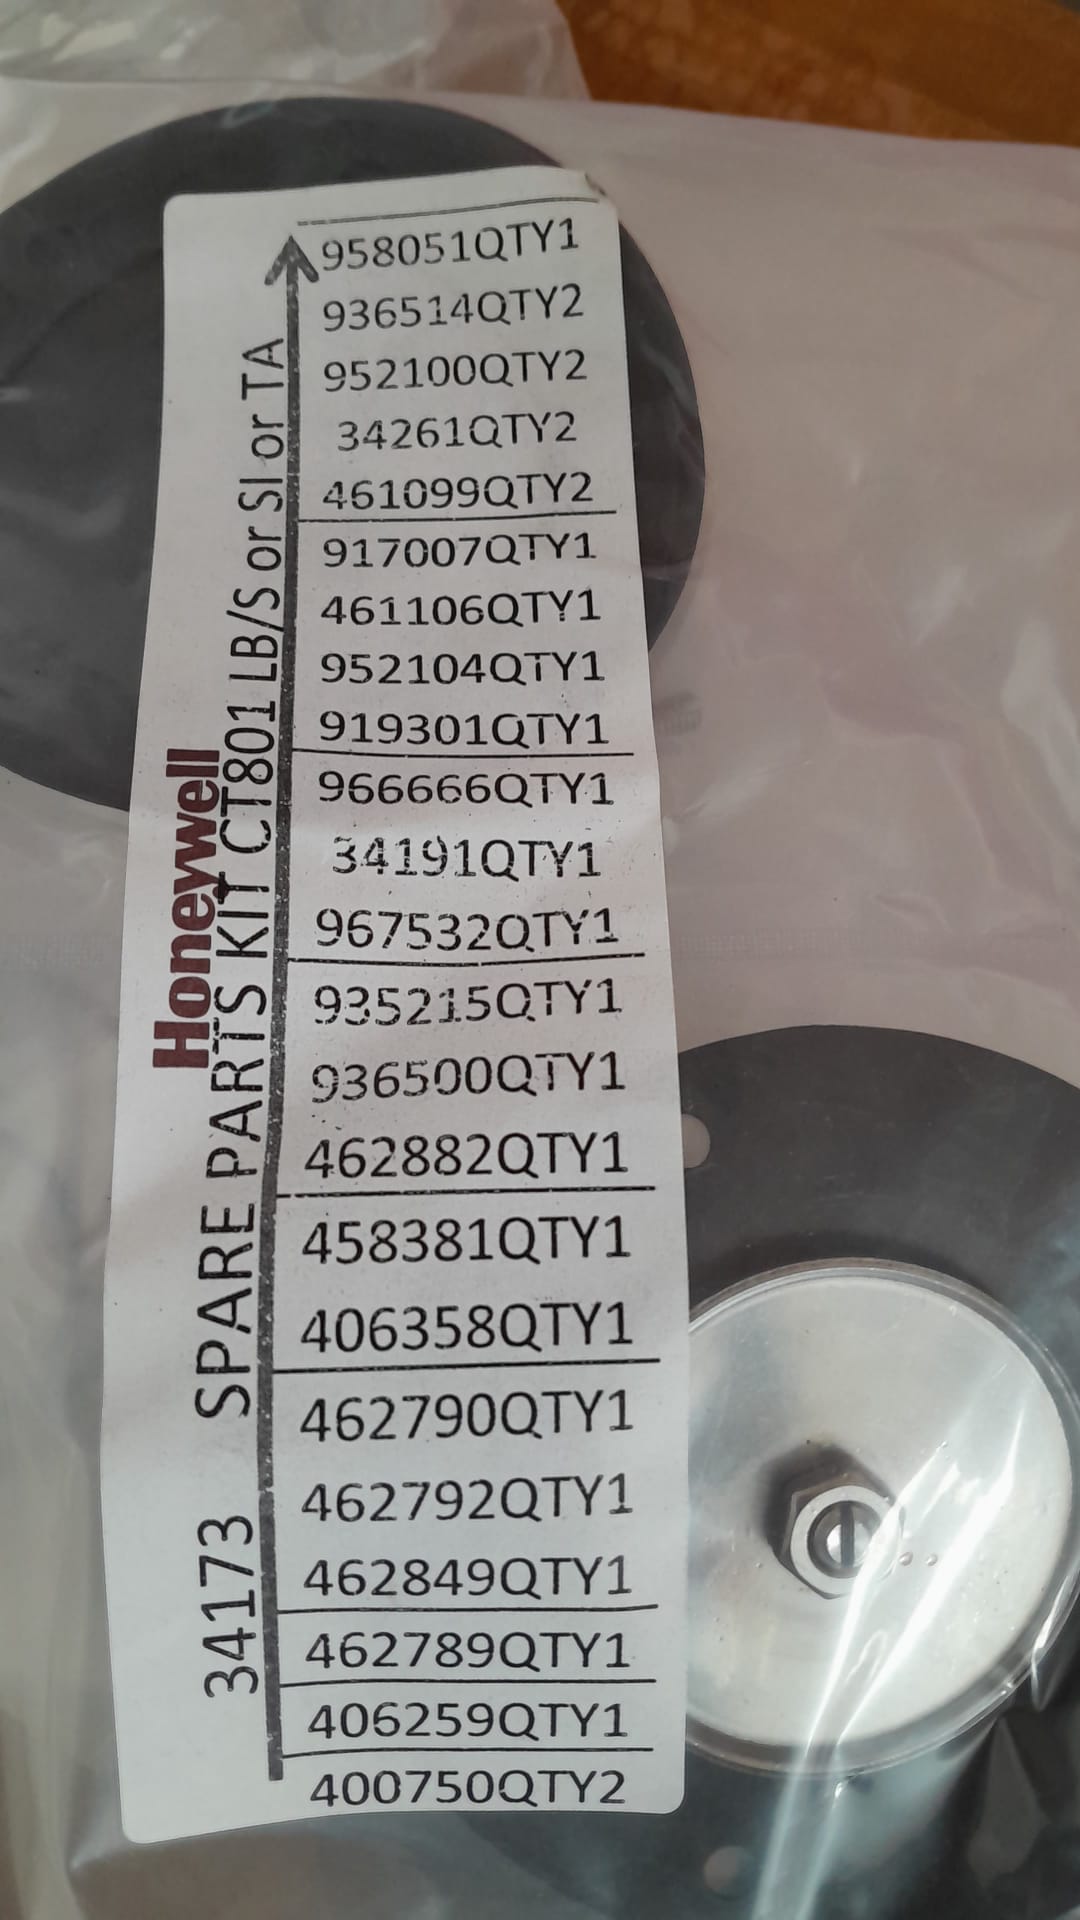 Honeywell
34173 SPARE PARTS KIT CT801 LB/S or SI or TA
958051QTY1
936514QTY2
952100QTY2
34261QTY2
461099QTY2
917007QTY1
461106QTY1
952104QTY1
919301QTY1
966666QTY1
34191QTY1
967532QTY1
935215QTY1
936500QTY1
462882QTY1
458381QTY1
406358QTY1
462790QTY1
462792QTY1
462849QTY1
462789QTY1
406259QTY1
400750QTY2